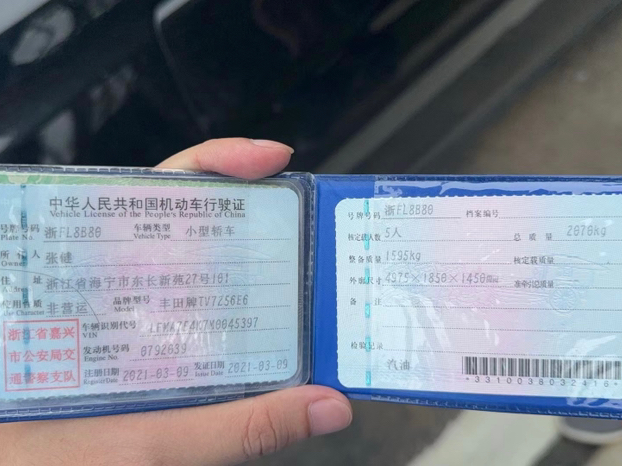 中华人民共和国机动车行驶证
Vehicle License of the People's Republic of China
号牌号码 浙FL8880 车辆类型 小型轿车
Plate No. Vehicle Type
所有人 张
Owner
住 址 浙江省海宁市东长新苑27号101
使用性质 非营运 品牌型号 丰田牌TV7256E6
Model
浙江省嘉兴
市公安局交
通警察支队
车辆识别代号
VIN
发动机号码 0792639
Engine No.
注册日期 2021-03-09 发证日期 2021-03-09
Register Date Issue Date
号牌号码 浙FL8880 档案编号
核定载人数 5人 总质量 2070kg
整备质量 1595kg 核定载质量
外廓尺寸 4975×1850×1450mm 准牵引总质量
备 注
检验记录
汽油
*3310038032416*